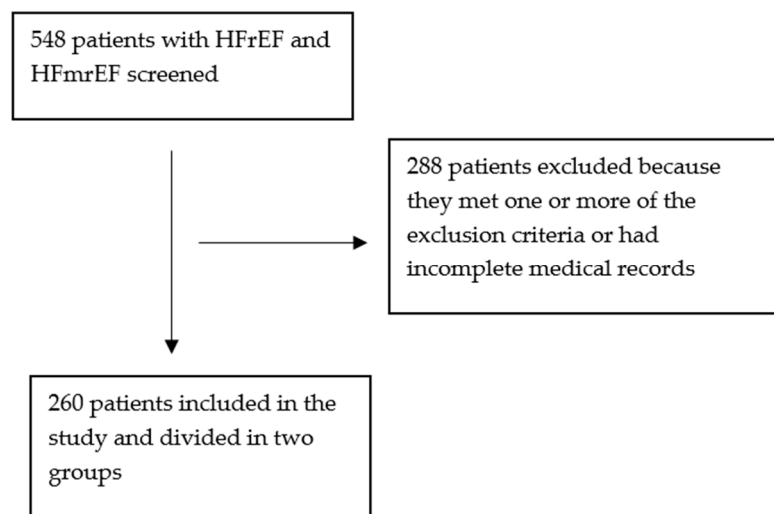 548 patients with HFrEF and
HFmrEF screened
288 patients excluded because
they met one or more of the
exclusion criteria or had
incomplete medical records
260 patients included in the
study and divided in two
groups